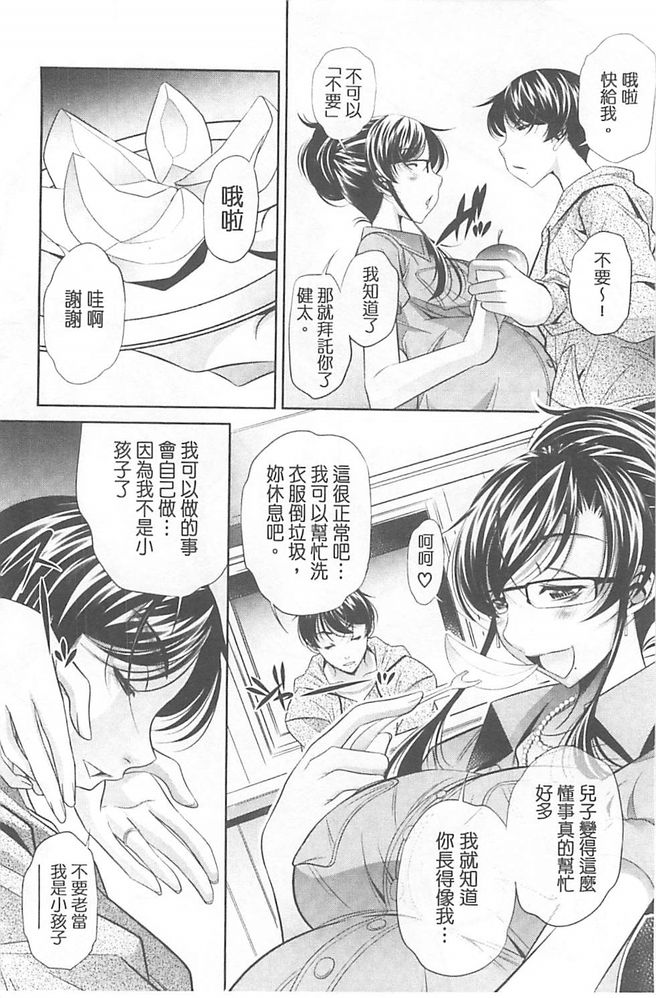 哦啦
快給我。
不要～！
不可以
「不要」
我知道了
那就拜託你了
健太。
哦啦
哇啊
謝謝
呵呵♡
這很正常吧…
我可以幫忙洗
衣服倒垃圾，
妳休息吧。
兒子變得這麼
懂事真的幫忙
好多
我就知道
你長得像我…
我可以做的事
會自己做…
因為我不是小
孩子了
不要老當
我是小孩子
——